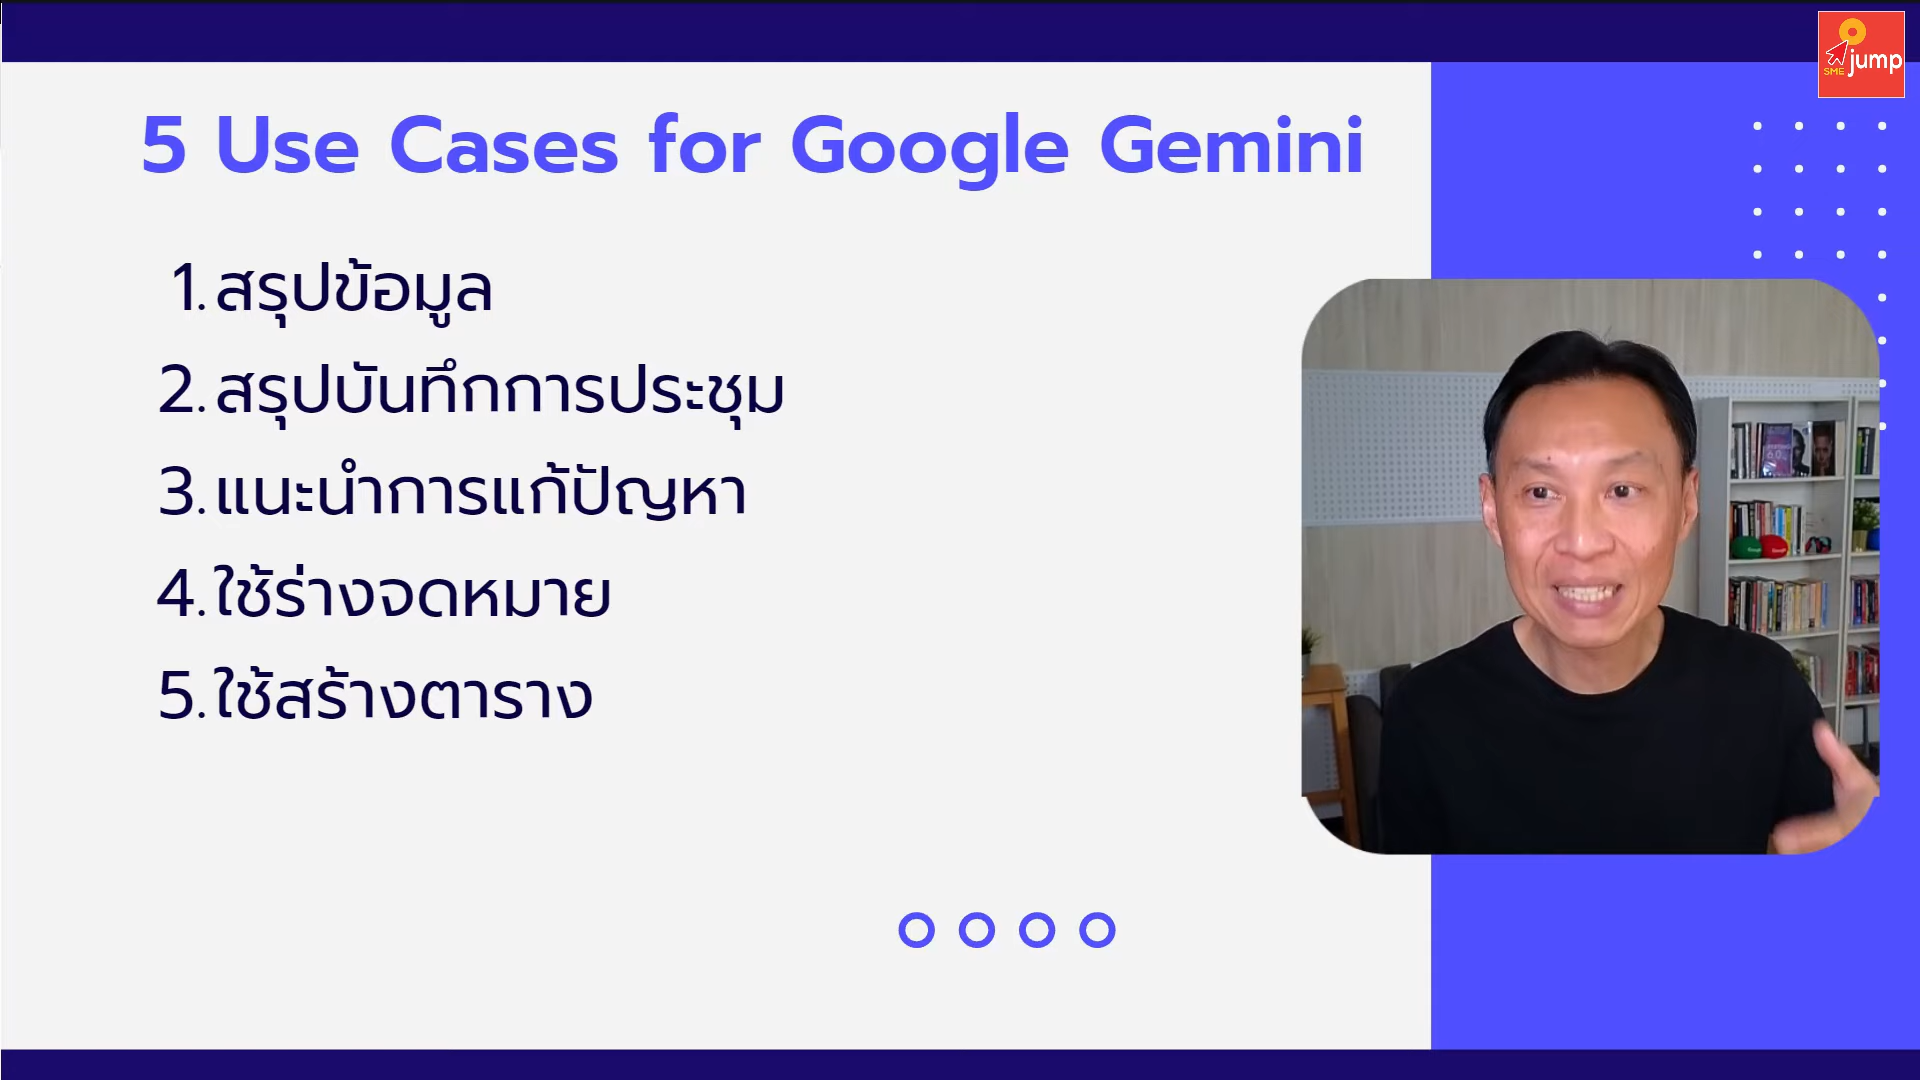 SME jump
5 Use Cases for Google Gemini
1. สรุปข้อมูล
2. สรุปบันทึกการประชุม
3. แนะนำการแก้ปัญหา
4. ใช้ร่างจดหมาย
5. ใช้สร้างตาราง